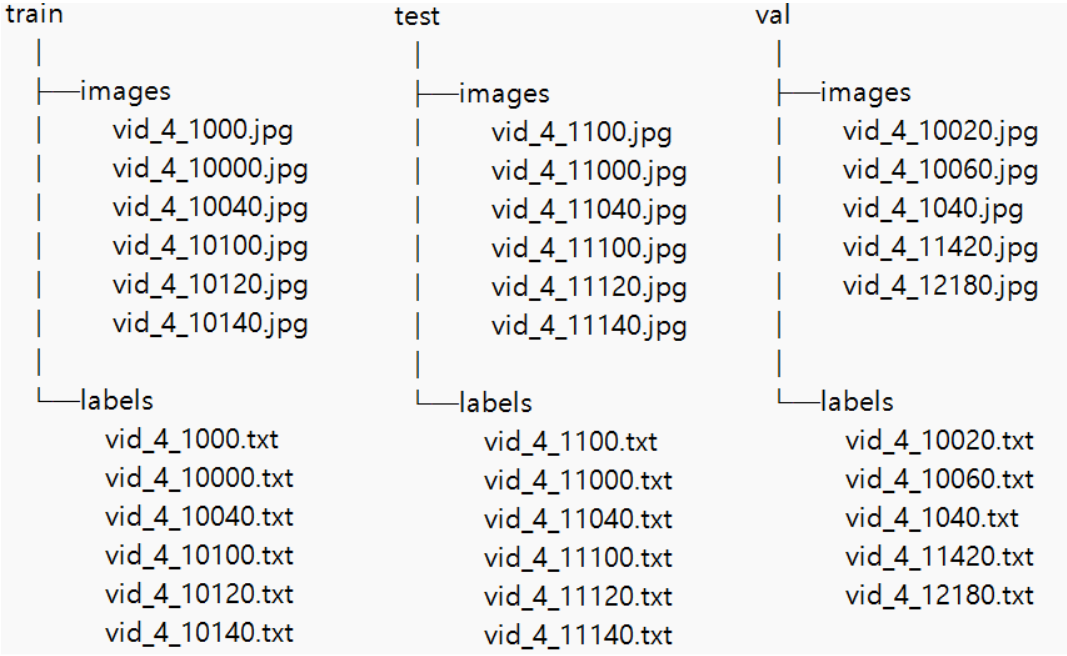 train
images
vid_4_1000.jpg
vid_4_10000.jpg
vid_4_10040.jpg
vid_4_10100.jpg
vid_4_10120.jpg
vid_4_10140.jpg
labels
vid_4_1000.txt
vid_4_10000.txt
vid_4_10040.txt
vid_4_10100.txt
vid_4_10120.txt
vid_4_10140.txt
test
images
vid_4_1100.jpg
vid_4_11000.jpg
vid_4_11040.jpg
vid_4_11100.jpg
vid_4_11120.jpg
vid_4_11140.jpg
labels
vid_4_1100.txt
vid_4_11000.txt
vid_4_11040.txt
vid_4_11100.txt
vid_4_11120.txt
vid_4_11140.txt
val
images
vid_4_10020.jpg
vid_4_10060.jpg
vid_4_1040.jpg
vid_4_11420.jpg
vid_4_12180.jpg
labels
vid_4_10020.txt
vid_4_10060.txt
vid_4_1040.txt
vid_4_11420.txt
vid_4_12180.txt